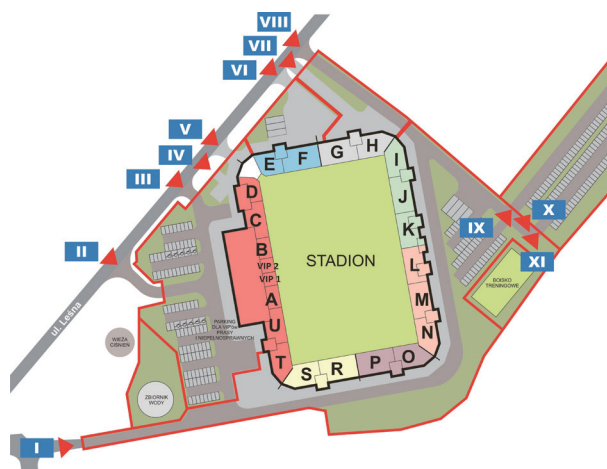 VIII
VII
VI
V
IV
III
II
ul. Leśna
I
E
F
G
H
I
J
K
L
M
N
O
P
R
S
T
U
A
VIP 1
VIP 2
B
C
D
STADION
IX
X
XI
BOISKO
TRENINGOWE
PARKING
DLA VIP'ów
PRASY
I NIEPEŁNOSPRAWNYCH
WIEŻA
CIŚNIEŃ
ZBIORNIK
WODY